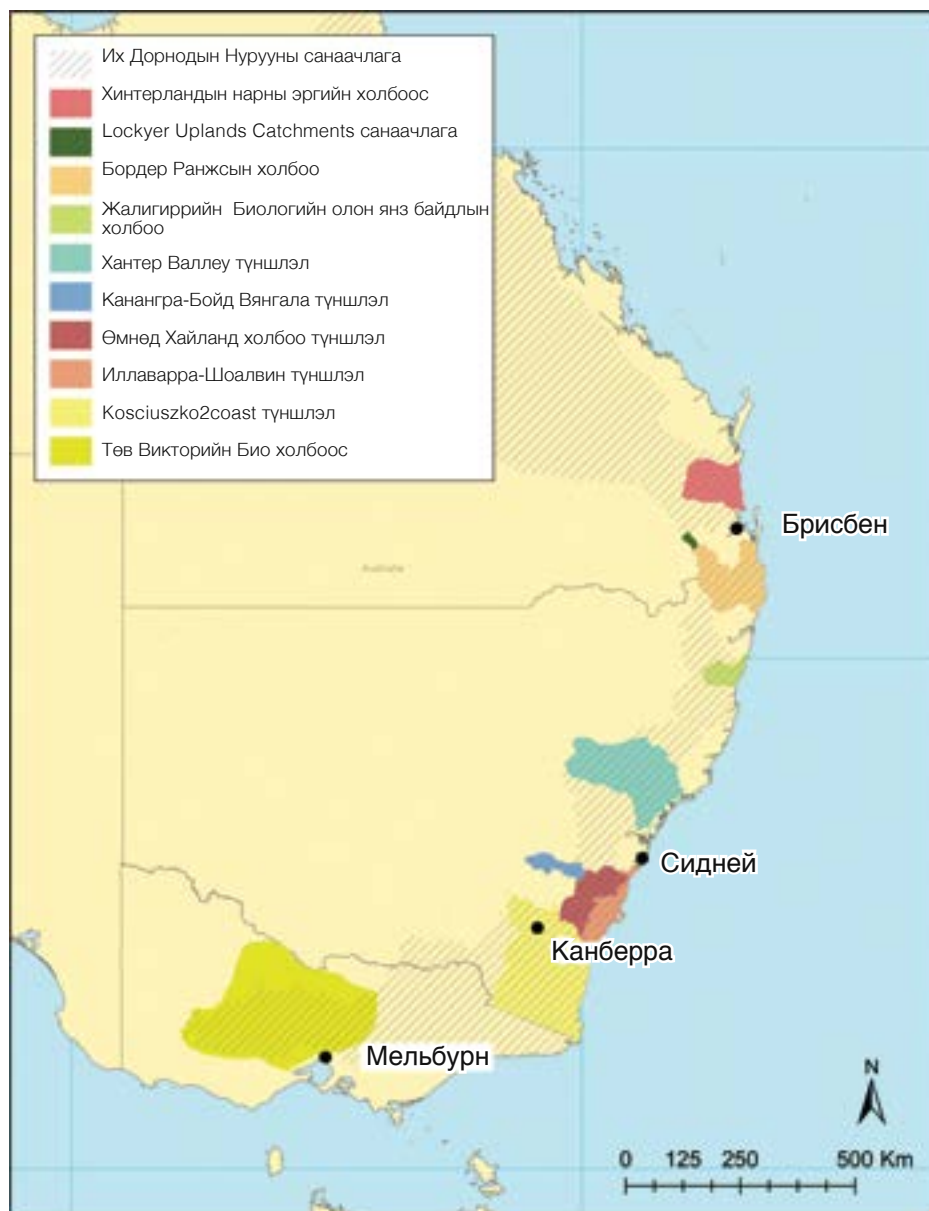 Их Дорнодын Нурууны санаачлага
Хинтерландын нарны эргийн холбоос
Lockyer Uplands Catchments санаачлага
Бордер Ранжсын холбоо
Жалигиррийн Биологийн олон янз байдлын
холбоо
Хантер Валлеу түншлэл
Канангра-Бойд Вянгала түншлэл
Өмнөд Хайланд холбоо түншлэл
Иллаварра-Шоалвин түншлэл
Kosciuszko2coast түншлэл
Төв Викторийн Био холбоос
Брисбен
Australia
Сидней
Канберра
Мельбурн
N
0 125 250 500 Km